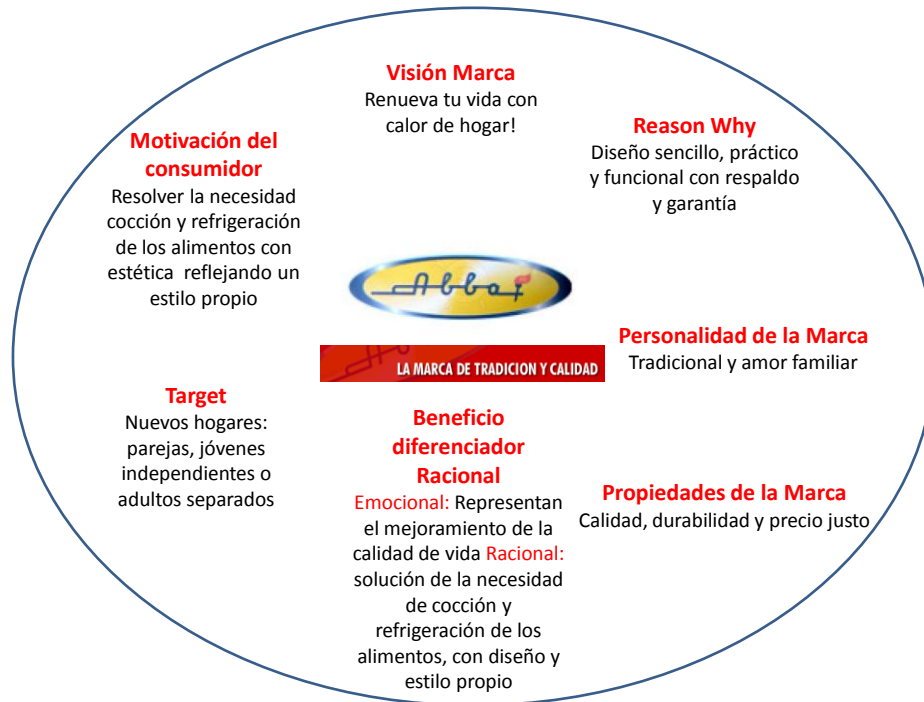 Visión Marca
Renueva tu vida con
calor de hogar!
Motivación del
consumidor
Resolver la necesidad
cocción y refrigeración
de los alimentos con
estética reflejando un
estilo propio
Reason Why
Diseño sencillo, práctico
y funcional con respaldo
y garantía
Abba
LA MARCA DE TRADICION Y CALIDAD
Personalidad de la Marca
Tradicional y amor familiar
Target
Nuevos hogares:
parejas, jóvenes
independientes o
adultos separados
Beneficio
diferenciador
Racional
Emocional: Representan
el mejoramiento de la
calidad de vida Racional:
solución de la necesidad
de cocción y
refrigeración de los
alimentos, con diseño y
estilo propio
Propiedades de la Marca
Calidad, durabilidad y precio justo